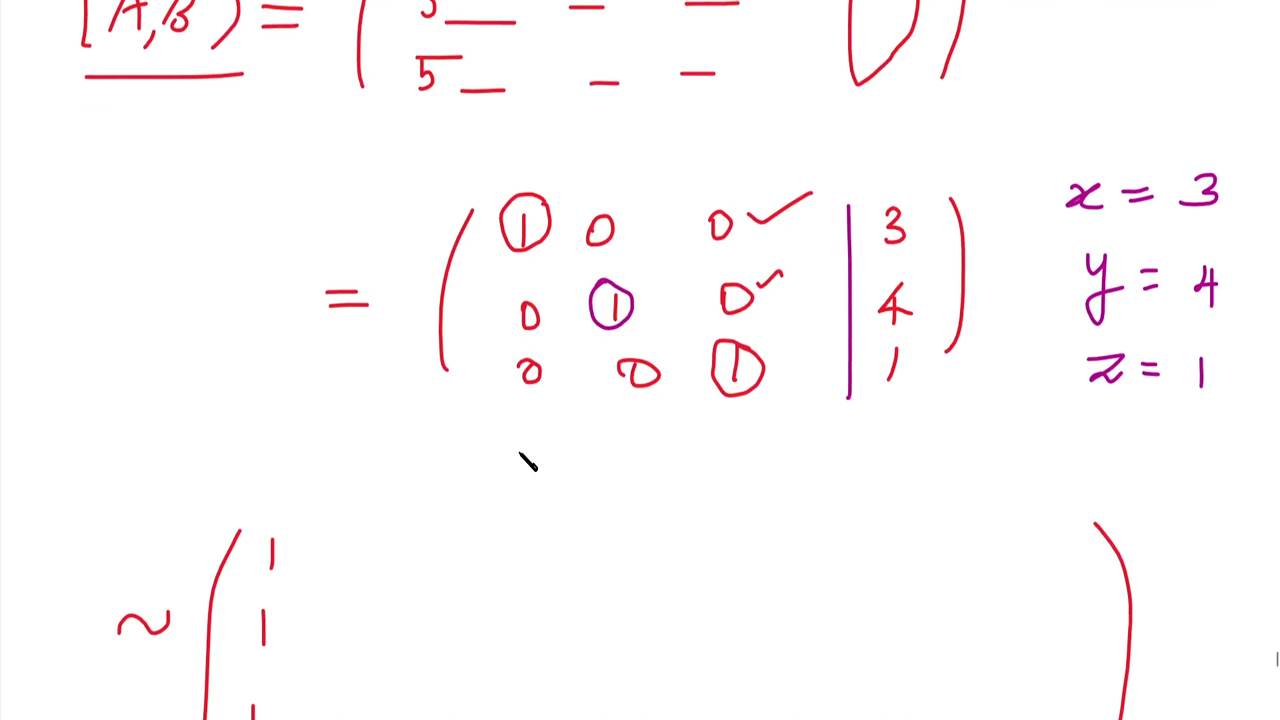 [A,B) = ( 3 _ _ _
5 _ _ _ )
= ( 1 0 0 ✓ | 3 ) x = 3
0 1 0 ✓ | 4 y = 4
0 0 1 | 1 z = 1
~ ( 1 )
1
1